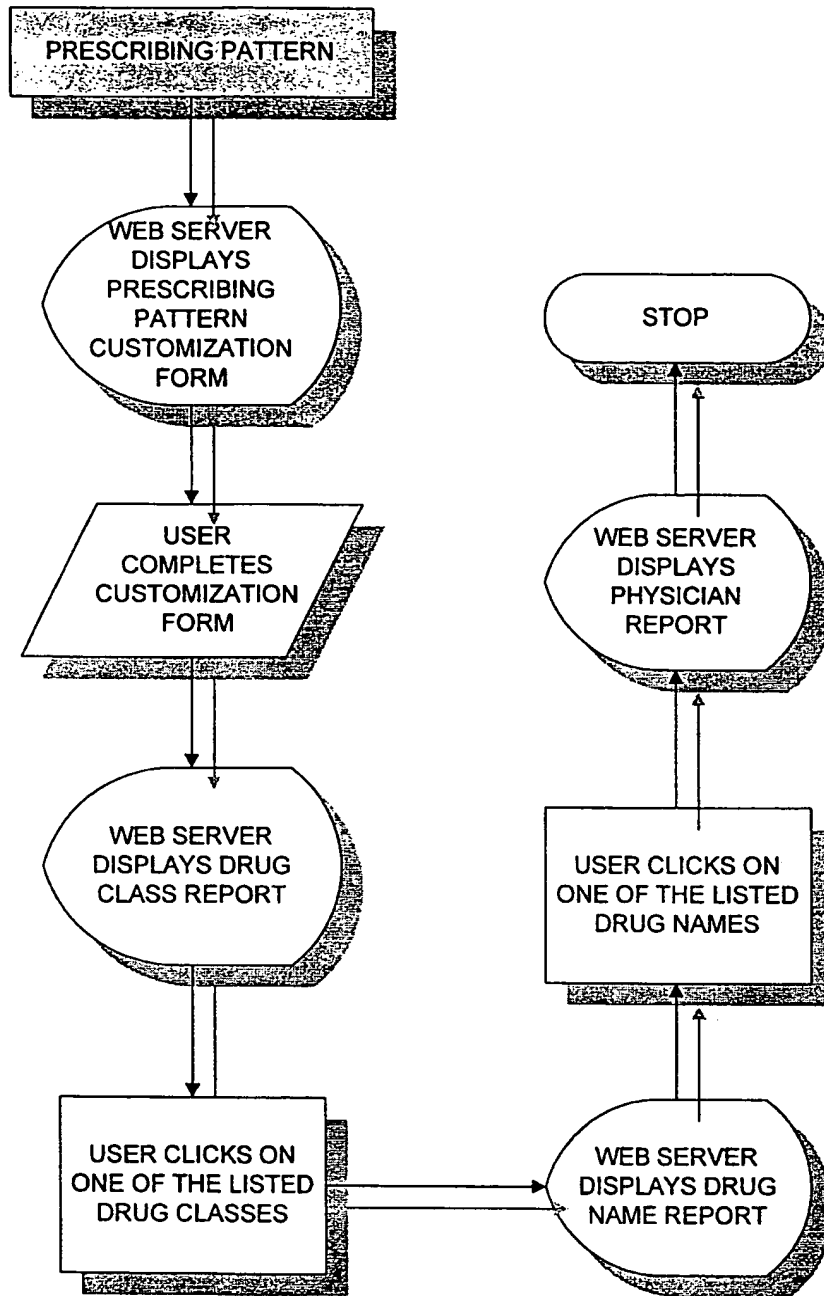 PRESCRIBING PATTERN
WEB SERVER
DISPLAYS
PRESCRIBING
PATTERN
CUSTOMIZATION
FORM
USER
COMPLETES
CUSTOMIZATION
FORM
WEB SERVER
DISPLAYS DRUG
CLASS REPORT
USER CLICKS ON
ONE OF THE LISTED
DRUG CLASSES
WEB SERVER
DISPLAYS DRUG
NAME REPORT
USER CLICKS ON
ONE OF THE LISTED
DRUG NAMES
WEB SERVER
DISPLAYS
PHYSICIAN
REPORT
STOP